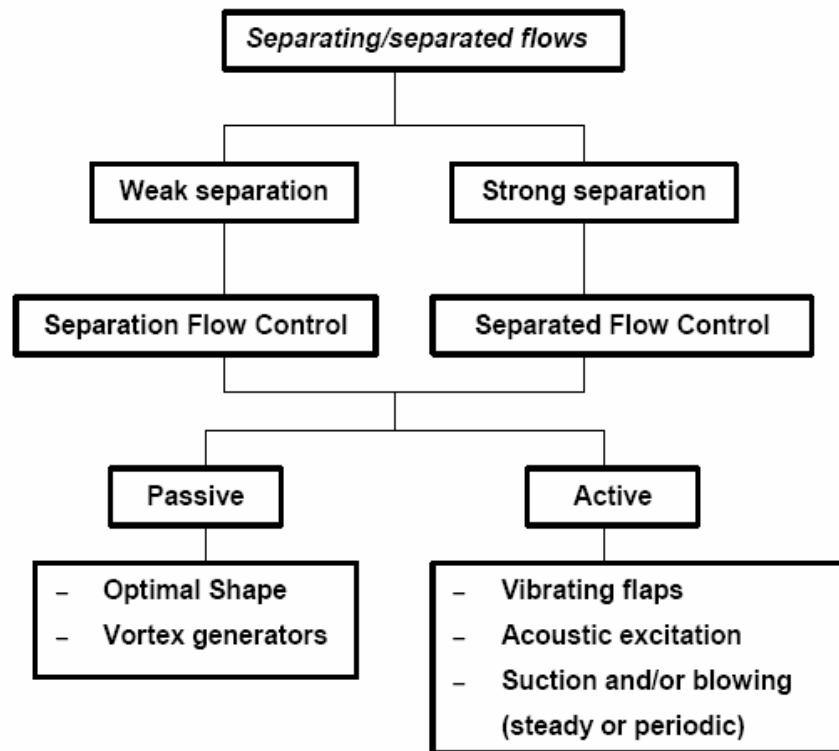 Separating/separated flows
Weak separation
Strong separation
Separation Flow Control
Separated Flow Control
Passive
Active
– Optimal Shape
– Vortex generators
– Vibrating flaps
– Acoustic excitation
– Suction and/or blowing
(steady or periodic)